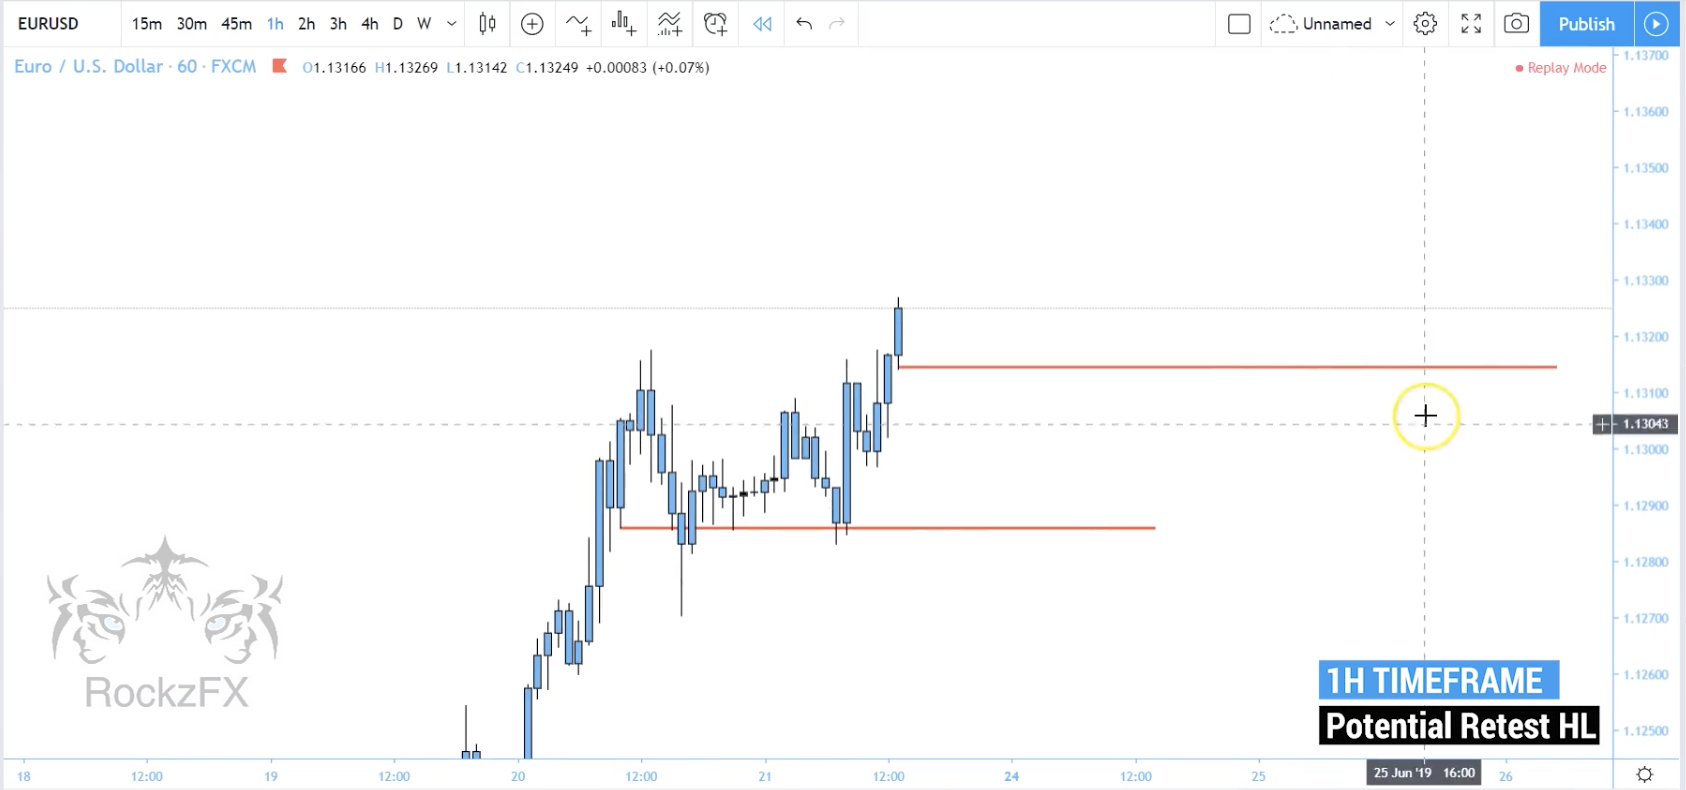 EURUSD 15m 30m 45m 1h 2h 3h 4h D W Unnamed Publish
Euro / U.S. Dollar · 60 · FXCM O1.13166 H1.13269 L1.13142 C1.13249 +0.00083 (+0.07%)
Replay Mode
1.13700
1.13600
1.13500
1.13400
1.13300
1.13200
1.13100
1.13043
1.13000
1.12900
1.12800
1.12700
1.12600
1.12500
RockzFX
1H TIMEFRAME
Potential Retest HL
18 12:00 19 12:00 20 12:00 21 12:00 24 12:00 25 25 Jun '19 16:00 26